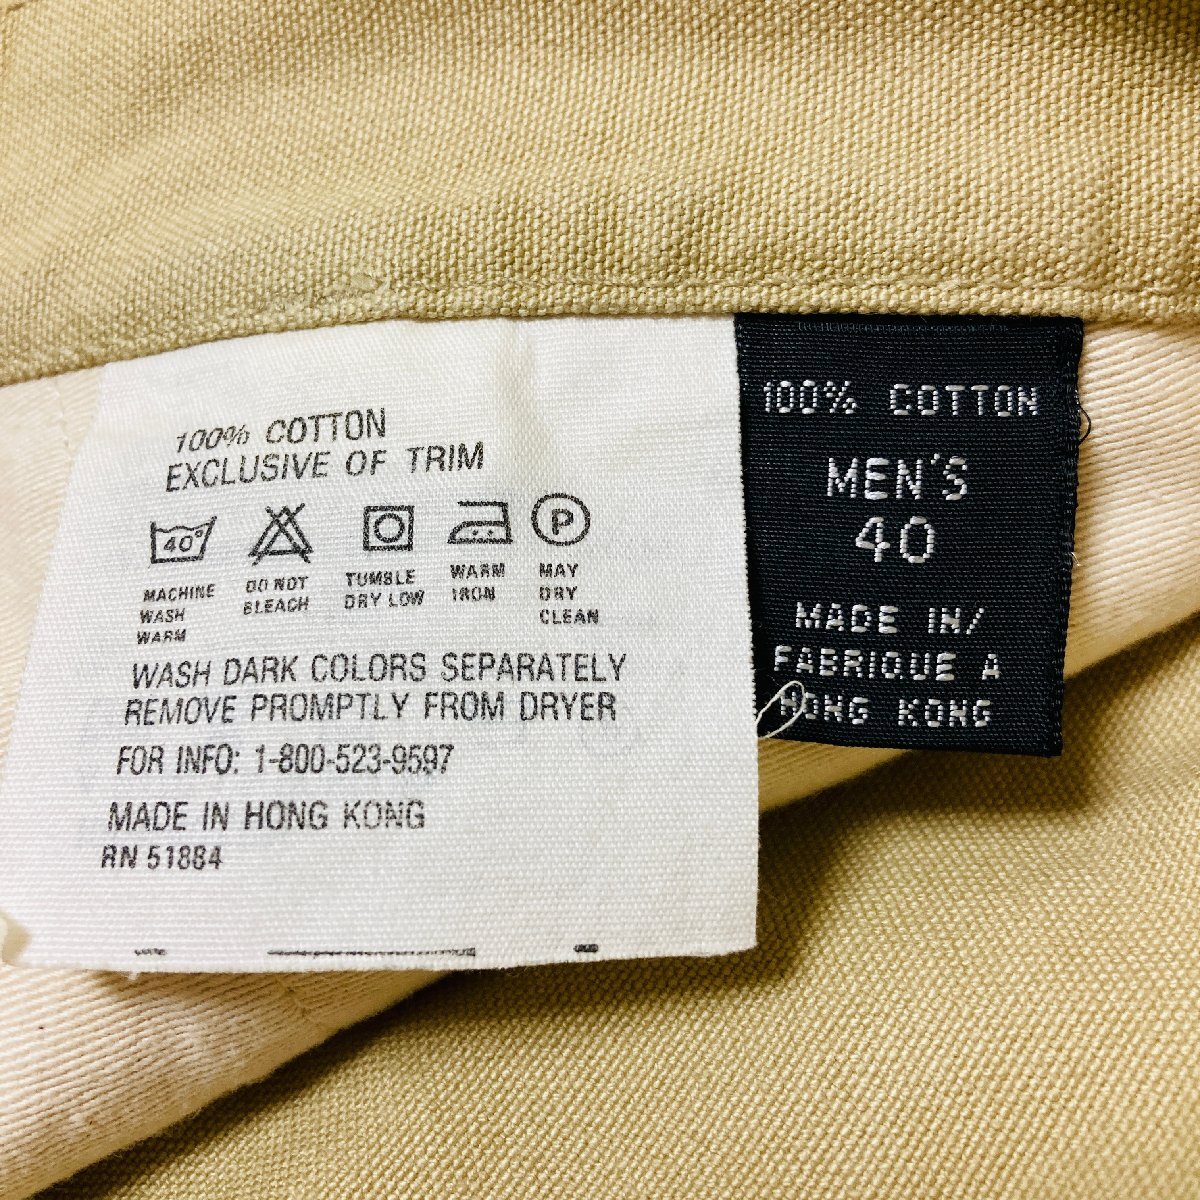 100% COTTON
EXCLUSIVE OF TRIM
40°
P
MACHINE
WASH
WARM
DO NOT
BLEACH
TUMBLE
DRY LOW
WARM
IRON
MAY
DRY
CLEAN
WASH DARK COLORS SEPARATELY
REMOVE PROMPTLY FROM DRYER
FOR INFO: 1-800-523-9597
MADE IN HONG KONG
RN 51884
100% COTTON
MEN'S
40
MADE IN/
FABRIQUE A
HONG KONG